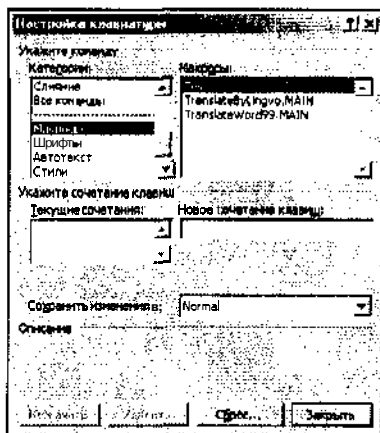 Настройка клавиатуры
Укажите команду
Категории:
Макросы:
Слияние
Все команды
Макросы
Шрифты
Автотекст
Стили
TranslateByLingvo.MAIN
TranslateWord99.MAIN
Укажите сочетание клавиш
Текущие сочетания:
Новое сочетание клавиш:
Сохранить изменения в:
Normal
Описание
Сброс...
Закрыть